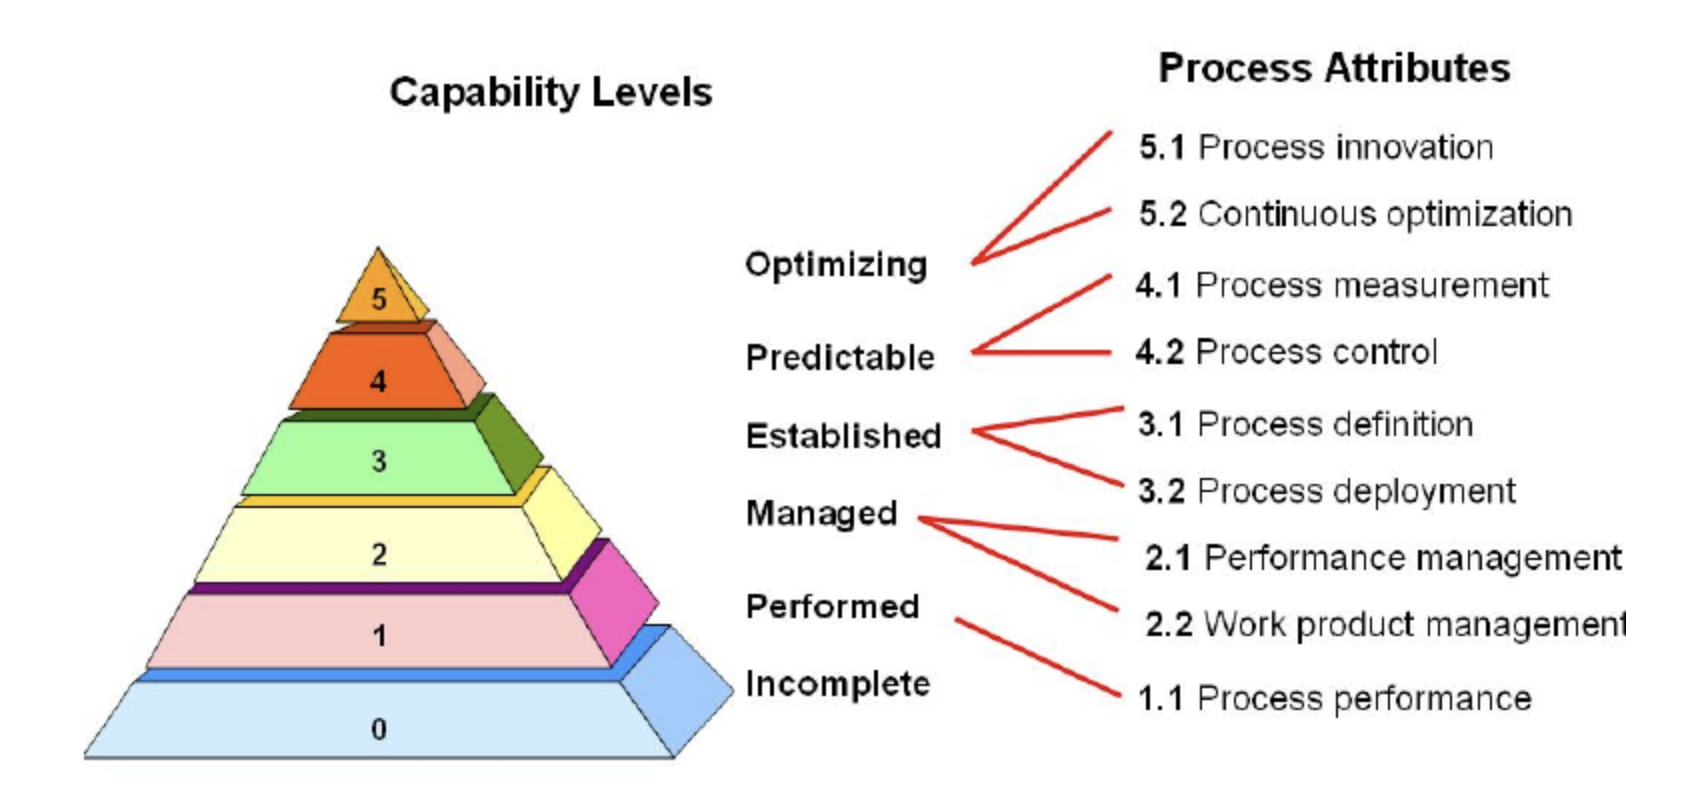 Capability Levels
Process Attributes
5
4
3
2
1
0
Optimizing
Predictable
Established
Managed
Performed
Incomplete
5.1 Process innovation
5.2 Continuous optimization
4.1 Process measurement
4.2 Process control
3.1 Process definition
3.2 Process deployment
2.1 Performance management
2.2 Work product management
1.1 Process performance